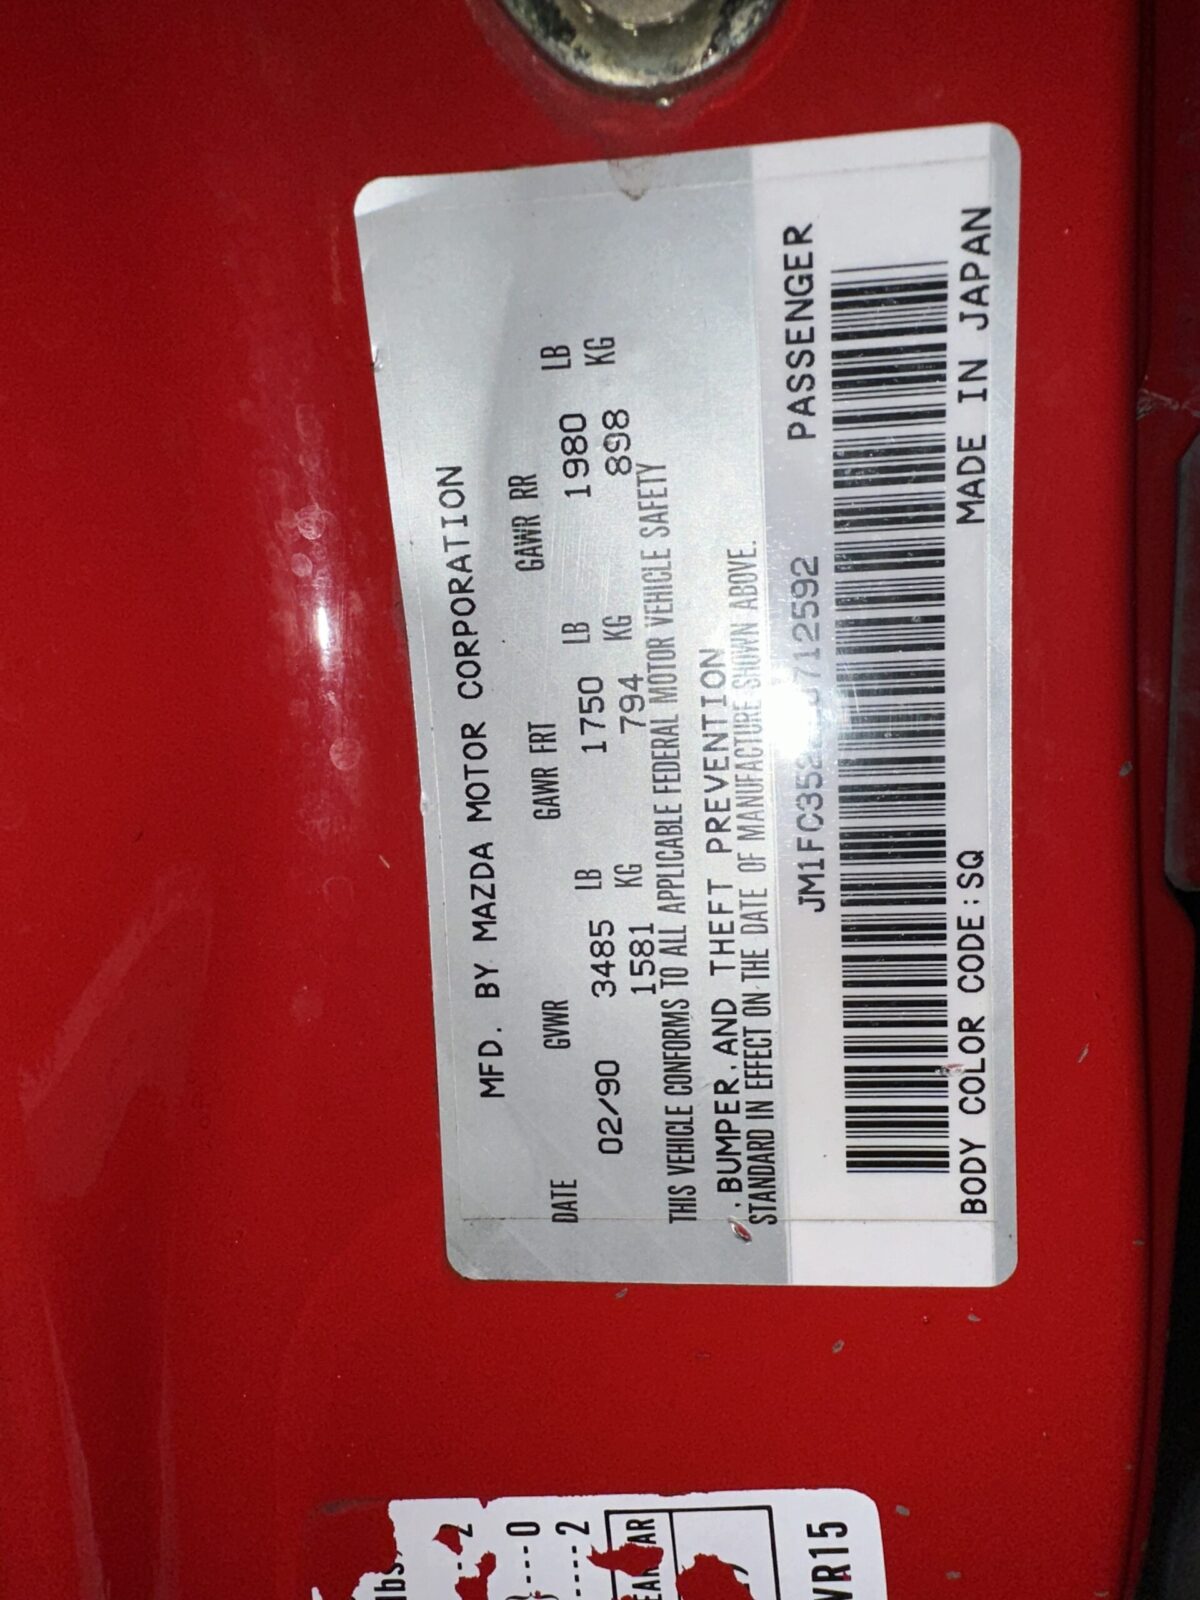 MFD. BY MAZDA MOTOR CORPORATION
DATE GVWR GAWR FRT GAWR RR
02/90 3485 LB 1750 LB 1980 LB
1581 KG 794 KG 898 KG
THIS VEHICLE CONFORMS TO ALL APPLICABLE FEDERAL MOTOR VEHICLE SAFETY
, BUMPER, AND THEFT PREVENTION
STANDARD IN EFFECT ON THE DATE OF MANUFACTURE SHOWN ABOVE.
PASSENGER
BODY COLOR CODE:SQ MADE IN JAPAN
lbs
VR15